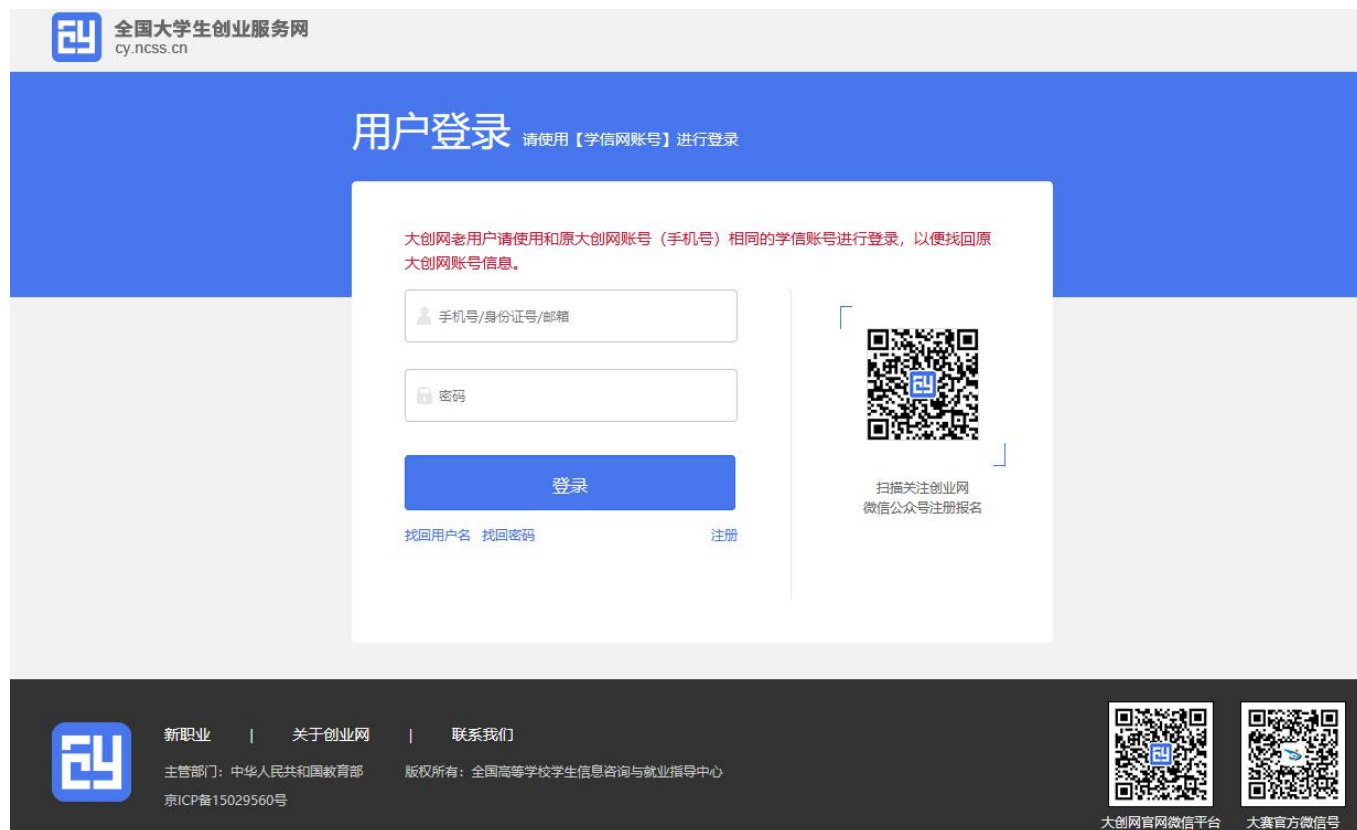 全国大学生创业服务网
cy.ncss.cn
用户登录 请使用【学信网账号】进行登录
大创网老用户请使用和原大创网账号（手机号）相同的学信账号进行登录，以便找回原
大创网账号信息。
手机号/身份证号/邮箱
密码
登录
找回用户名 找回密码 注册
扫描关注创业网
微信公众号注册报名
新职业 | 关于创业网 | 联系我们
主管部门：中华人民共和国教育部 版权所有：全国高等学校学生信息咨询与就业指导中心
京ICP备15029560号
大创网官网微信平台 大赛官方微信号